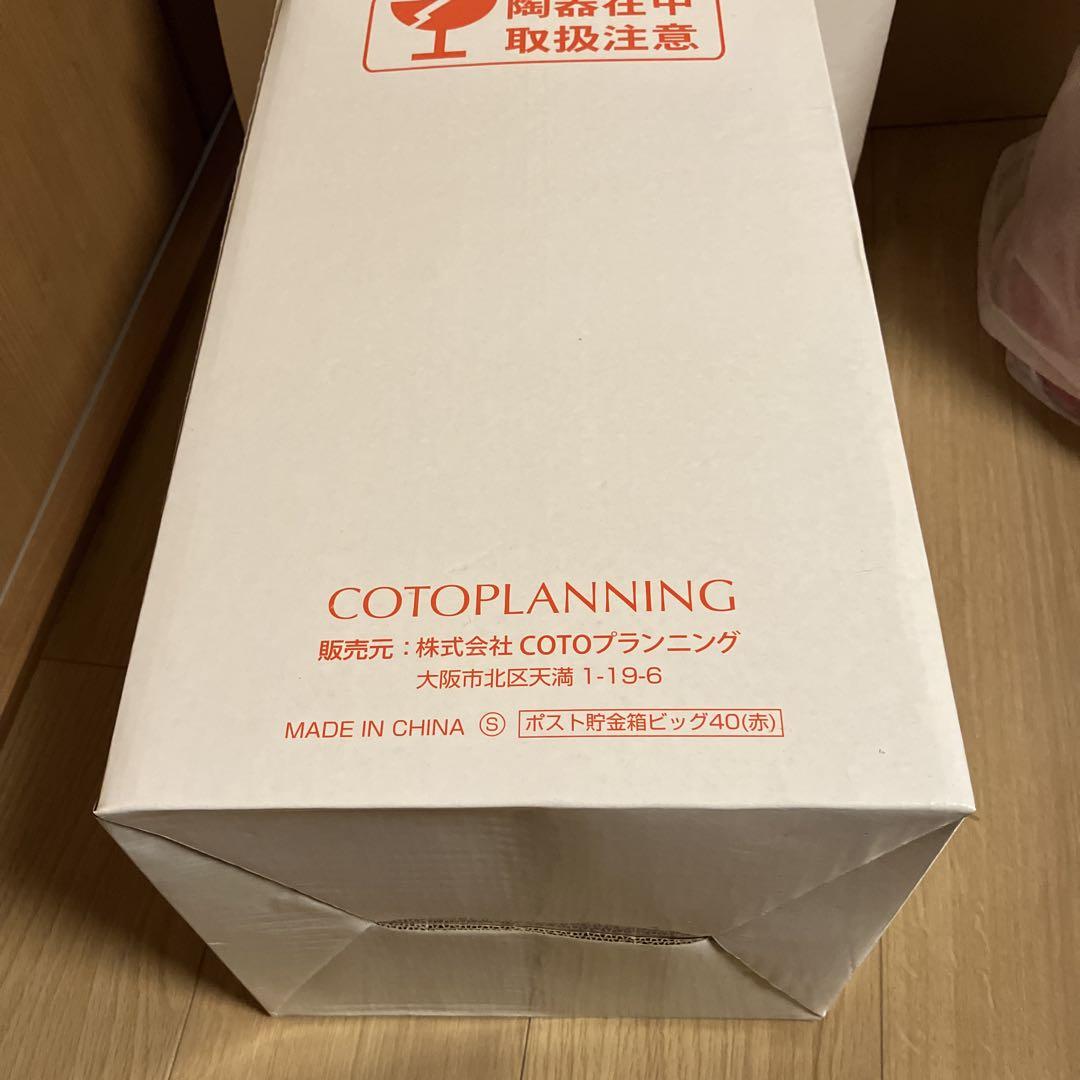 陶器在中
取扱注意
COTOPLANNING
販売元：株式会社 COTOプランニング
大阪市北区天満 1-19-6
MADE IN CHINA Ⓢ ポスト貯金箱ビッグ40(赤)